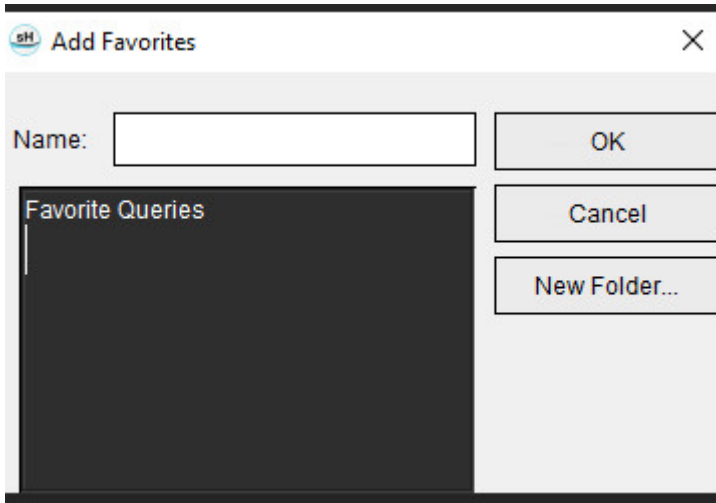 sH Add Favorites
Name:
OK
Favorite Queries
Cancel
New Folder...